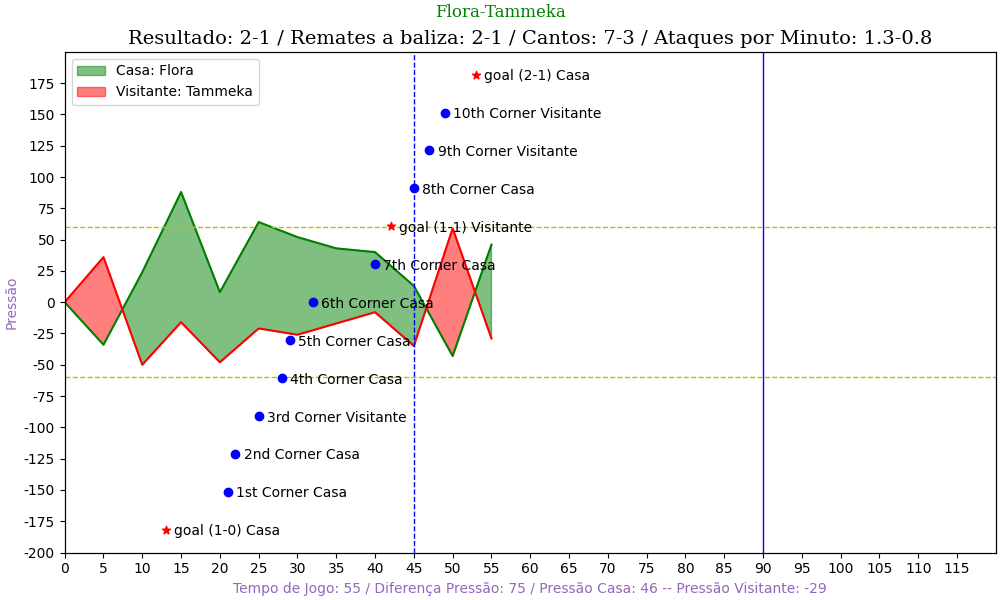 Flora-Tammeka
Resultado: 2-1 / Remates a baliza: 2-1 / Cantos: 7-3 / Ataques por Minuto: 1.3-0.8
Casa: Flora
Visitante: Tammeka
goal (2-1) Casa
10th Corner Visitante
9th Corner Visitante
8th Corner Casa
goal (1-1) Visitante
7th Corner Casa
6th Corner Casa
5th Corner Casa
4th Corner Casa
3rd Corner Visitante
2nd Corner Casa
1st Corner Casa
goal (1-0) Casa
Pressão
175
150
125
100
75
50
25
0
-25
-50
-75
-100
-125
-150
-175
-200
0 5 10 15 20 25 30 35 40 45 50 55 60 65 70 75 80 85 90 95 100 105 110 115
Tempo de Jogo: 55 / Diferença Pressão: 75 / Pressão Casa: 46 -- Pressão Visitante: -29